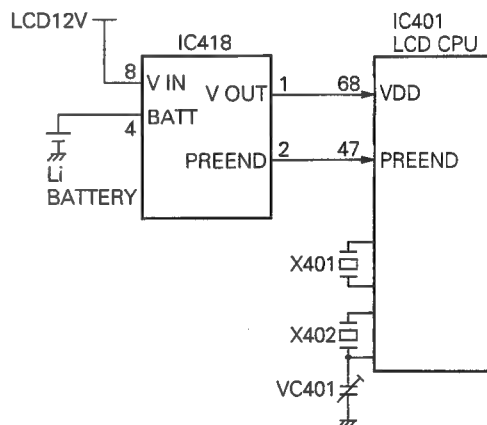 LCD12V
IC418
IC401
LCD CPU
8
V IN
V OUT
1
68
VDD
BATT
4
PREEND
2
47
PREEND
Li
BATTERY
X401
X402
VC401